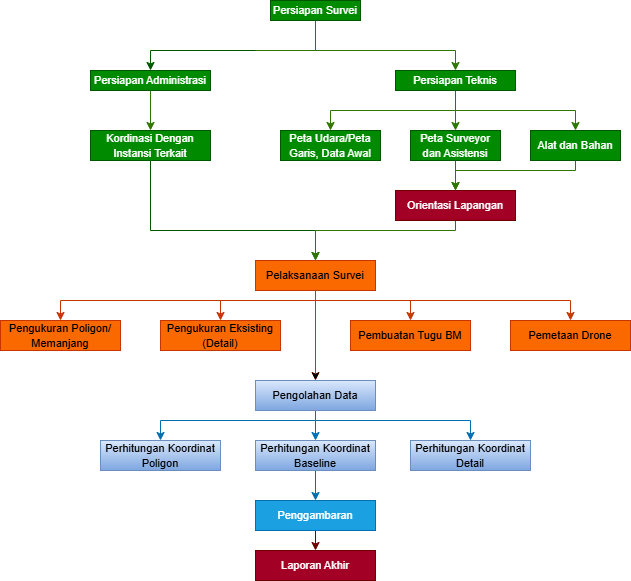 Persiapan Survei
Persiapan Administrasi
Persiapan Teknis
Kordinasi Dengan
Instansi Terkait
Peta Udara/Peta
Garis, Data Awal
Peta Surveyor
dan Asistensi
Alat dan Bahan
Orientasi Lapangan
Pelaksanaan Survei
Pengukuran Poligon/
Memanjang
Pengukuran Eksisting
(Detail)
Pembuatan Tugu BM
Pemetaan Drone
Pengolahan Data
Perhitungan Koordinat
Poligon
Perhitungan Koordinat
Baseline
Perhitungan Koordinat
Detail
Penggambaran
Laporan Akhir